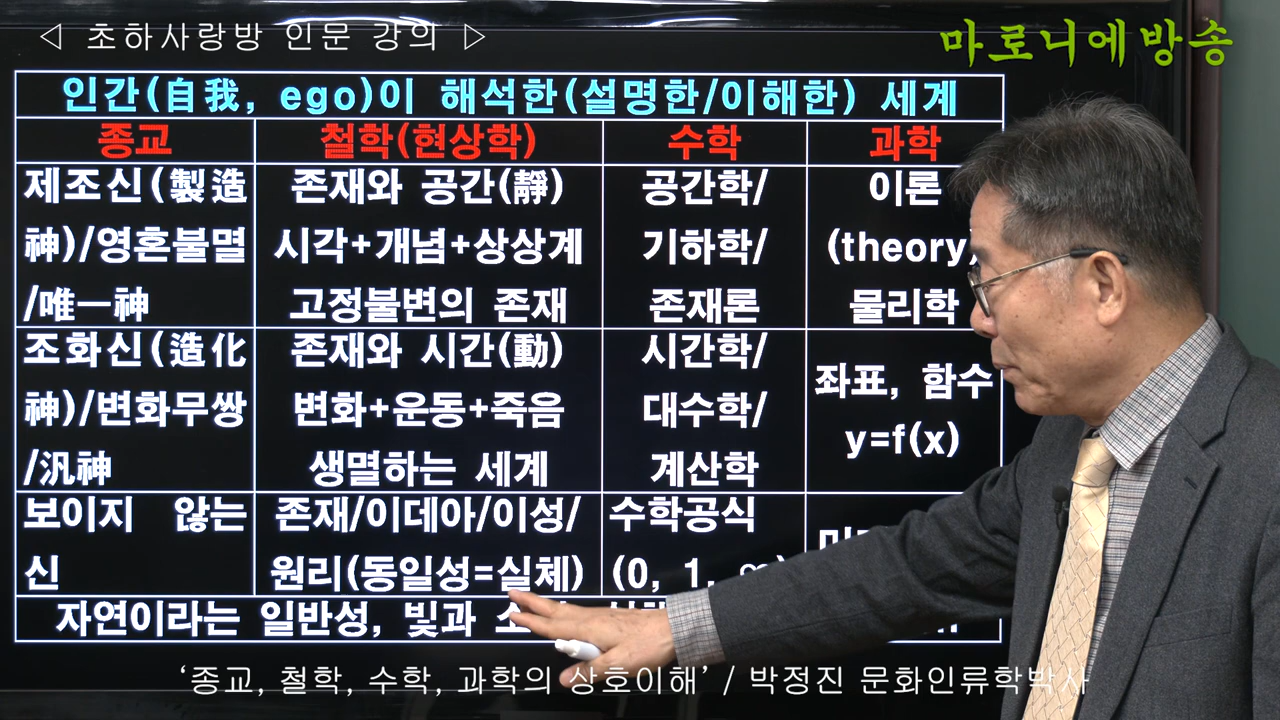 ◁ 초하사랑방 인문 강의 ▷
마로니에방송
인간(自我, ego)이 해석한(설명한/이해한) 세계
종교
철학(현상학)
수학
과학
제조신(製造
神)/영혼불멸
/唯一神
존재와 공간(靜)
시각+개념+상상계
고정불변의 존재
공간학/
기하학/
존재론
이론
(theory)
물리학
조화신(造化
神)/변화무쌍
/汎神
존재와 시간(動)
변화+운동+죽음
생멸하는 세계
시간학/
대수학/
계산학
좌표, 함수
y=f(x)
보이지 않는
신
존재/이데아/이성/
원리(동일성=실체)
수학공식
(0, 1, ∞)
자연이라는 일반성, 빛과
‘종교, 철학, 수학, 과학의 상호이해’ / 박정진 문화인류학박사